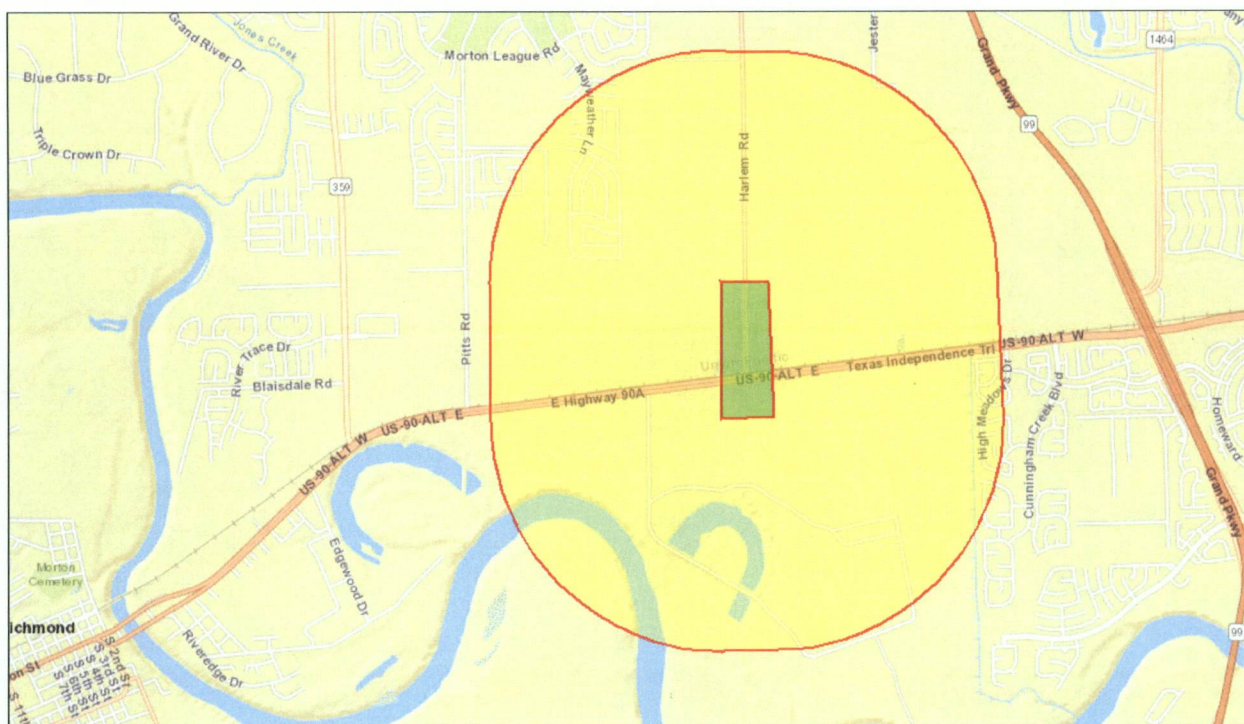 Jones Creek
Grand River Dr
Blue Grass Dr
Triple Crown Dr
Morton League Rd
Mayweather Ln
Harlem Rd
Jester
Grand Pkwy
99
1464
359
Pitts Rd
River Trace Dr
Blaisdale Rd
US-90-ALT W
US-90-ALT E
E Highway 90A
US-90-ALT E
Texas Independence Trl
US-90-ALT W
High Meadows Dr
Cunningham Creek Blvd
Homeward
Grand Pkwy
99
Morton
Cemetery
Edgewood Dr
Riveredge Dr
ichmond
on St
S 2nd St
S 3rd St
S 4th St
S 5th St
S 6th St
S 7th St
S 11th